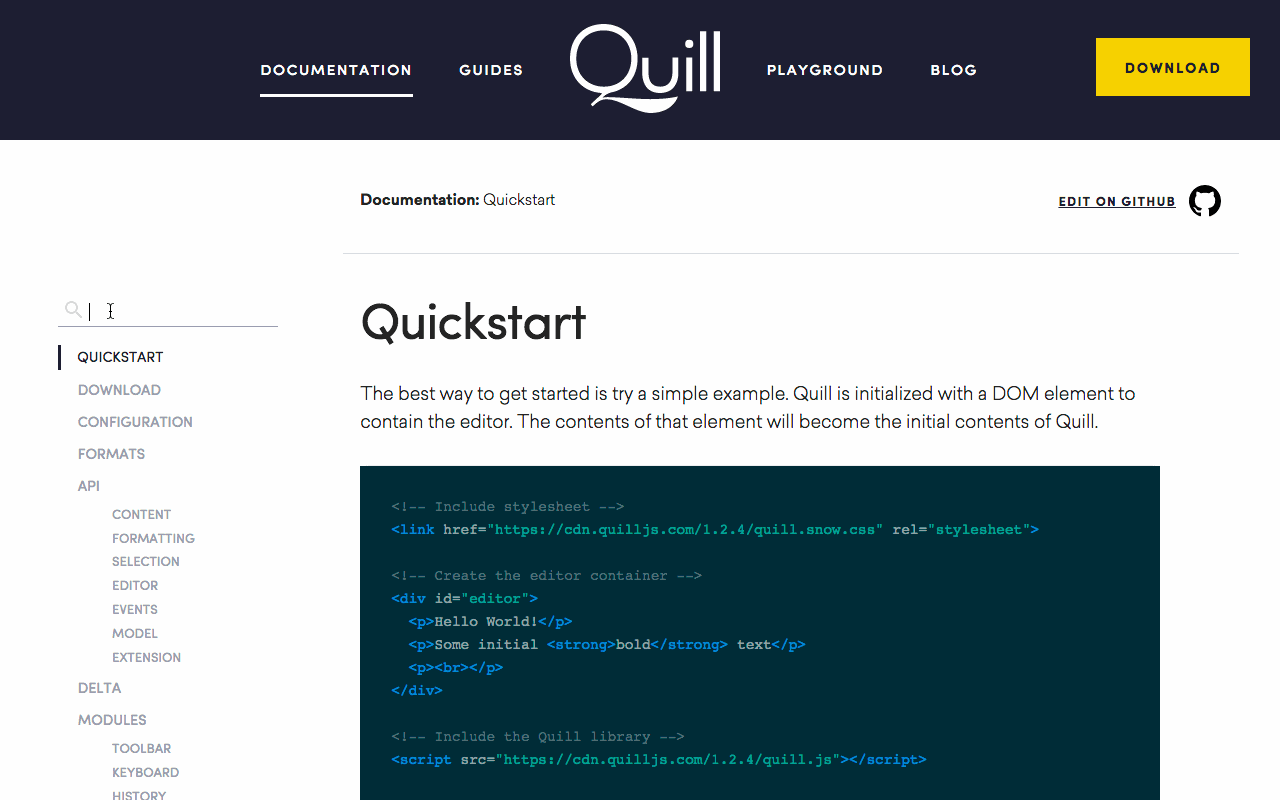 DOCUMENTATION GUIDES Quill PLAYGROUND BLOG DOWNLOAD
Documentation: Quickstart EDIT ON GITHUB
QUICKSTART
DOWNLOAD
CONFIGURATION
FORMATS
API
CONTENT
FORMATTING
SELECTION
EDITOR
EVENTS
MODEL
EXTENSION
DELTA
MODULES
TOOLBAR
KEYBOARD
HISTORY
Quickstart
The best way to get started is try a simple example. Quill is initialized with a DOM element to
contain the editor. The contents of that element will become the initial contents of Quill.
<!-- Include stylesheet -->
<link href="https://cdn.quilljs.com/1.2.4/quill.snow.css" rel="stylesheet">
<!-- Create the editor container -->
<div id="editor">
<p>Hello World!</p>
<p>Some initial <strong>bold</strong> text</p>
<p><br></p>
</div>
<!-- Include the Quill library -->
<script src="https://cdn.quilljs.com/1.2.4/quill.js"></script>